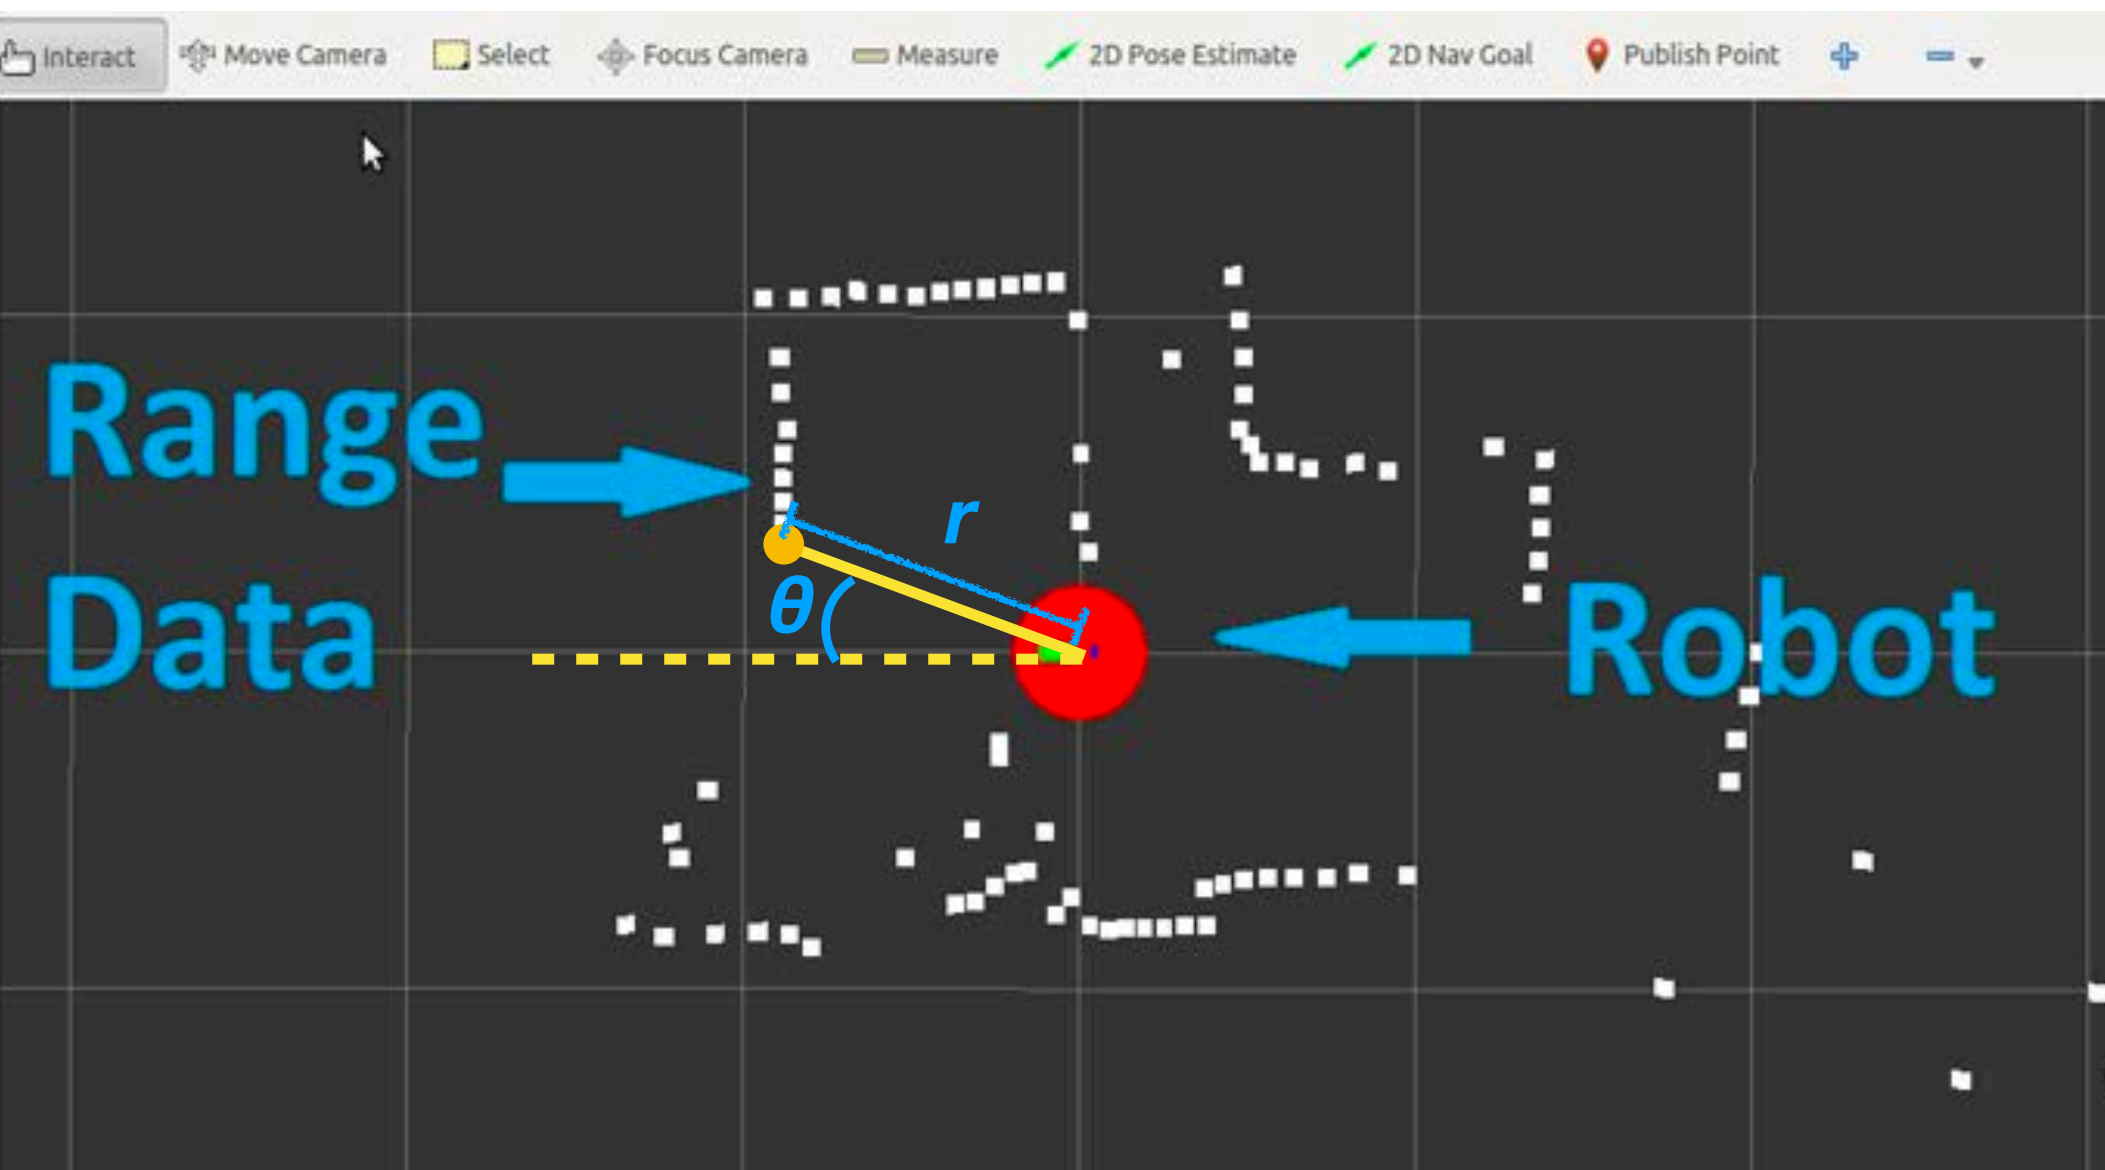 Interact Move Camera Select Focus Camera Measure 2D Pose Estimate 2D Nav Goal Publish Point
Range
Data
r
θ
Robot